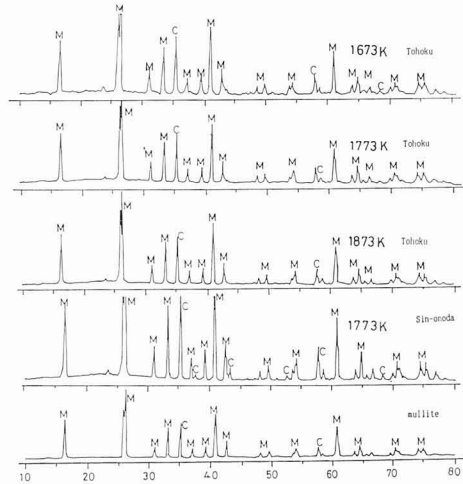 M M C M M M M M M C M M M M C M M
1673K Tohoku
M M M C M M M M M M C M M M M M
1773K Tohoku
M M M M C M M M M M M C M M M M M
1873K Tohoku
M M M M C M C M M M C M C M C M M M C M M
1773K Sin-onoda
M M M M C M M M M M M C M M M M
mullite
10 20 30 40 50 60 70 80